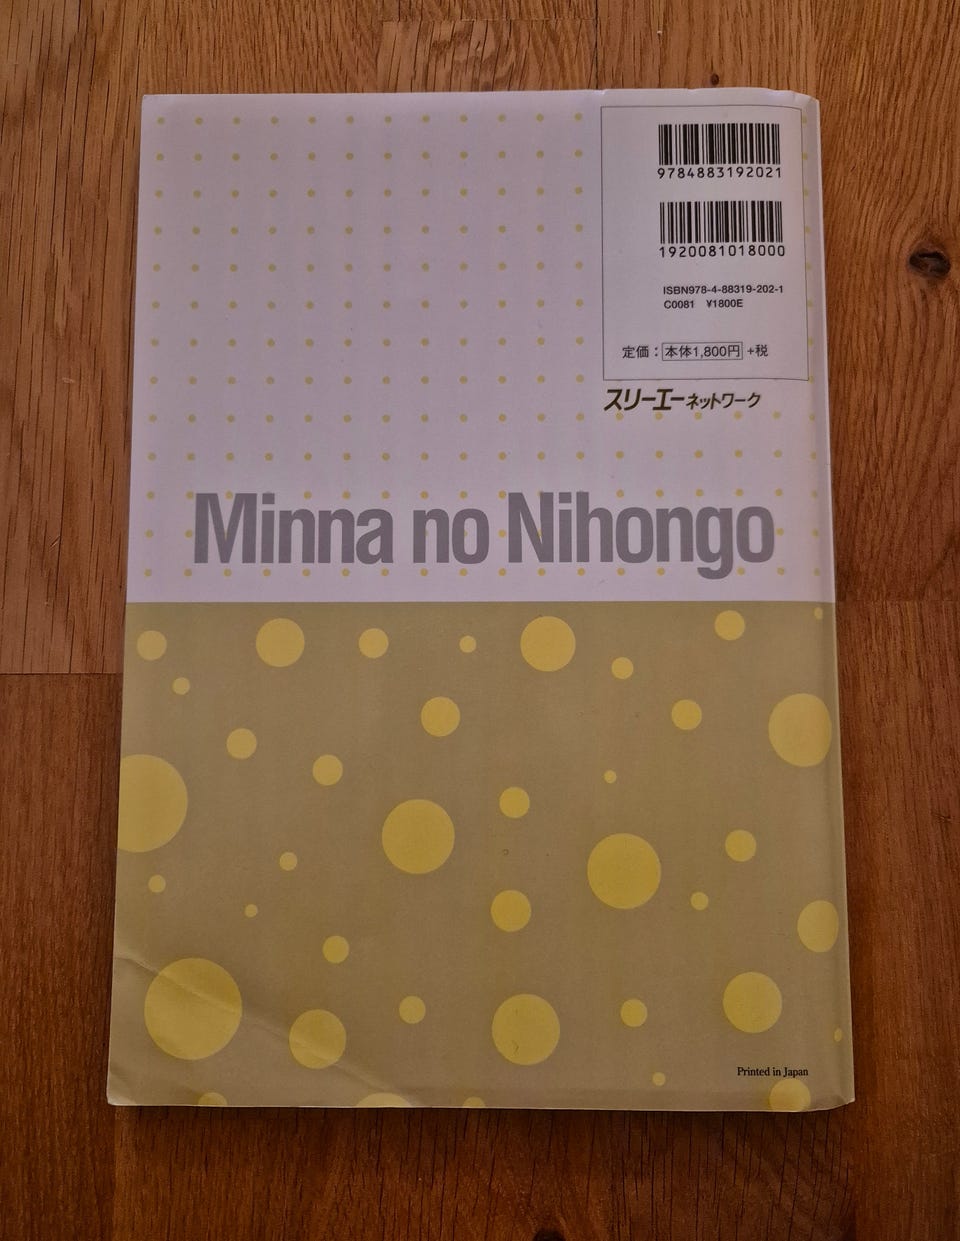 9784883192021
1920081018000
ISBN978-4-88319-202-1
C0081 ¥1800E
定価：本体1,800円+税
スリーエーネットワーク
Minna no Nihongo
Printed in Japan